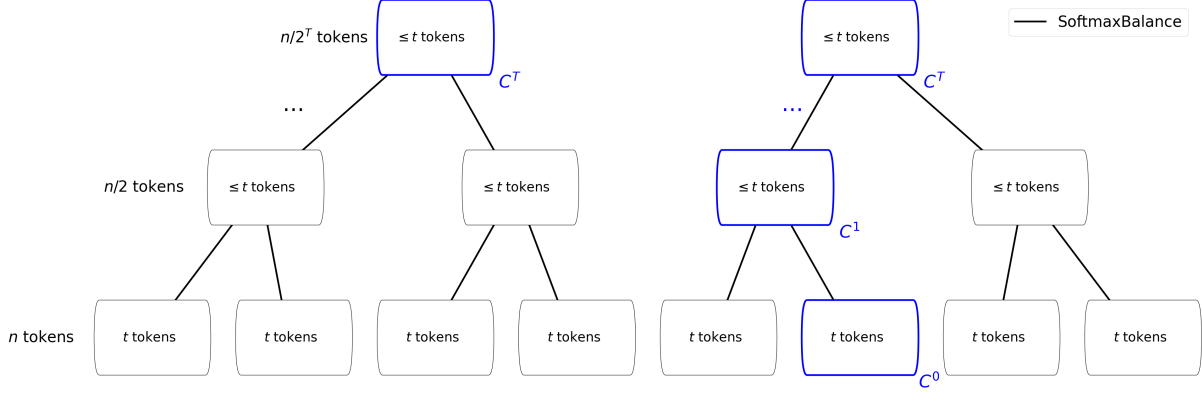 n/2^T tokens
≤ t tokens
≤ t tokens
SoftmaxBalance
C^T
C^T
...
...
n/2 tokens
≤ t tokens
≤ t tokens
≤ t tokens
≤ t tokens
C^1
n tokens
t tokens
t tokens
t tokens
t tokens
t tokens
t tokens
t tokens
t tokens
C^0